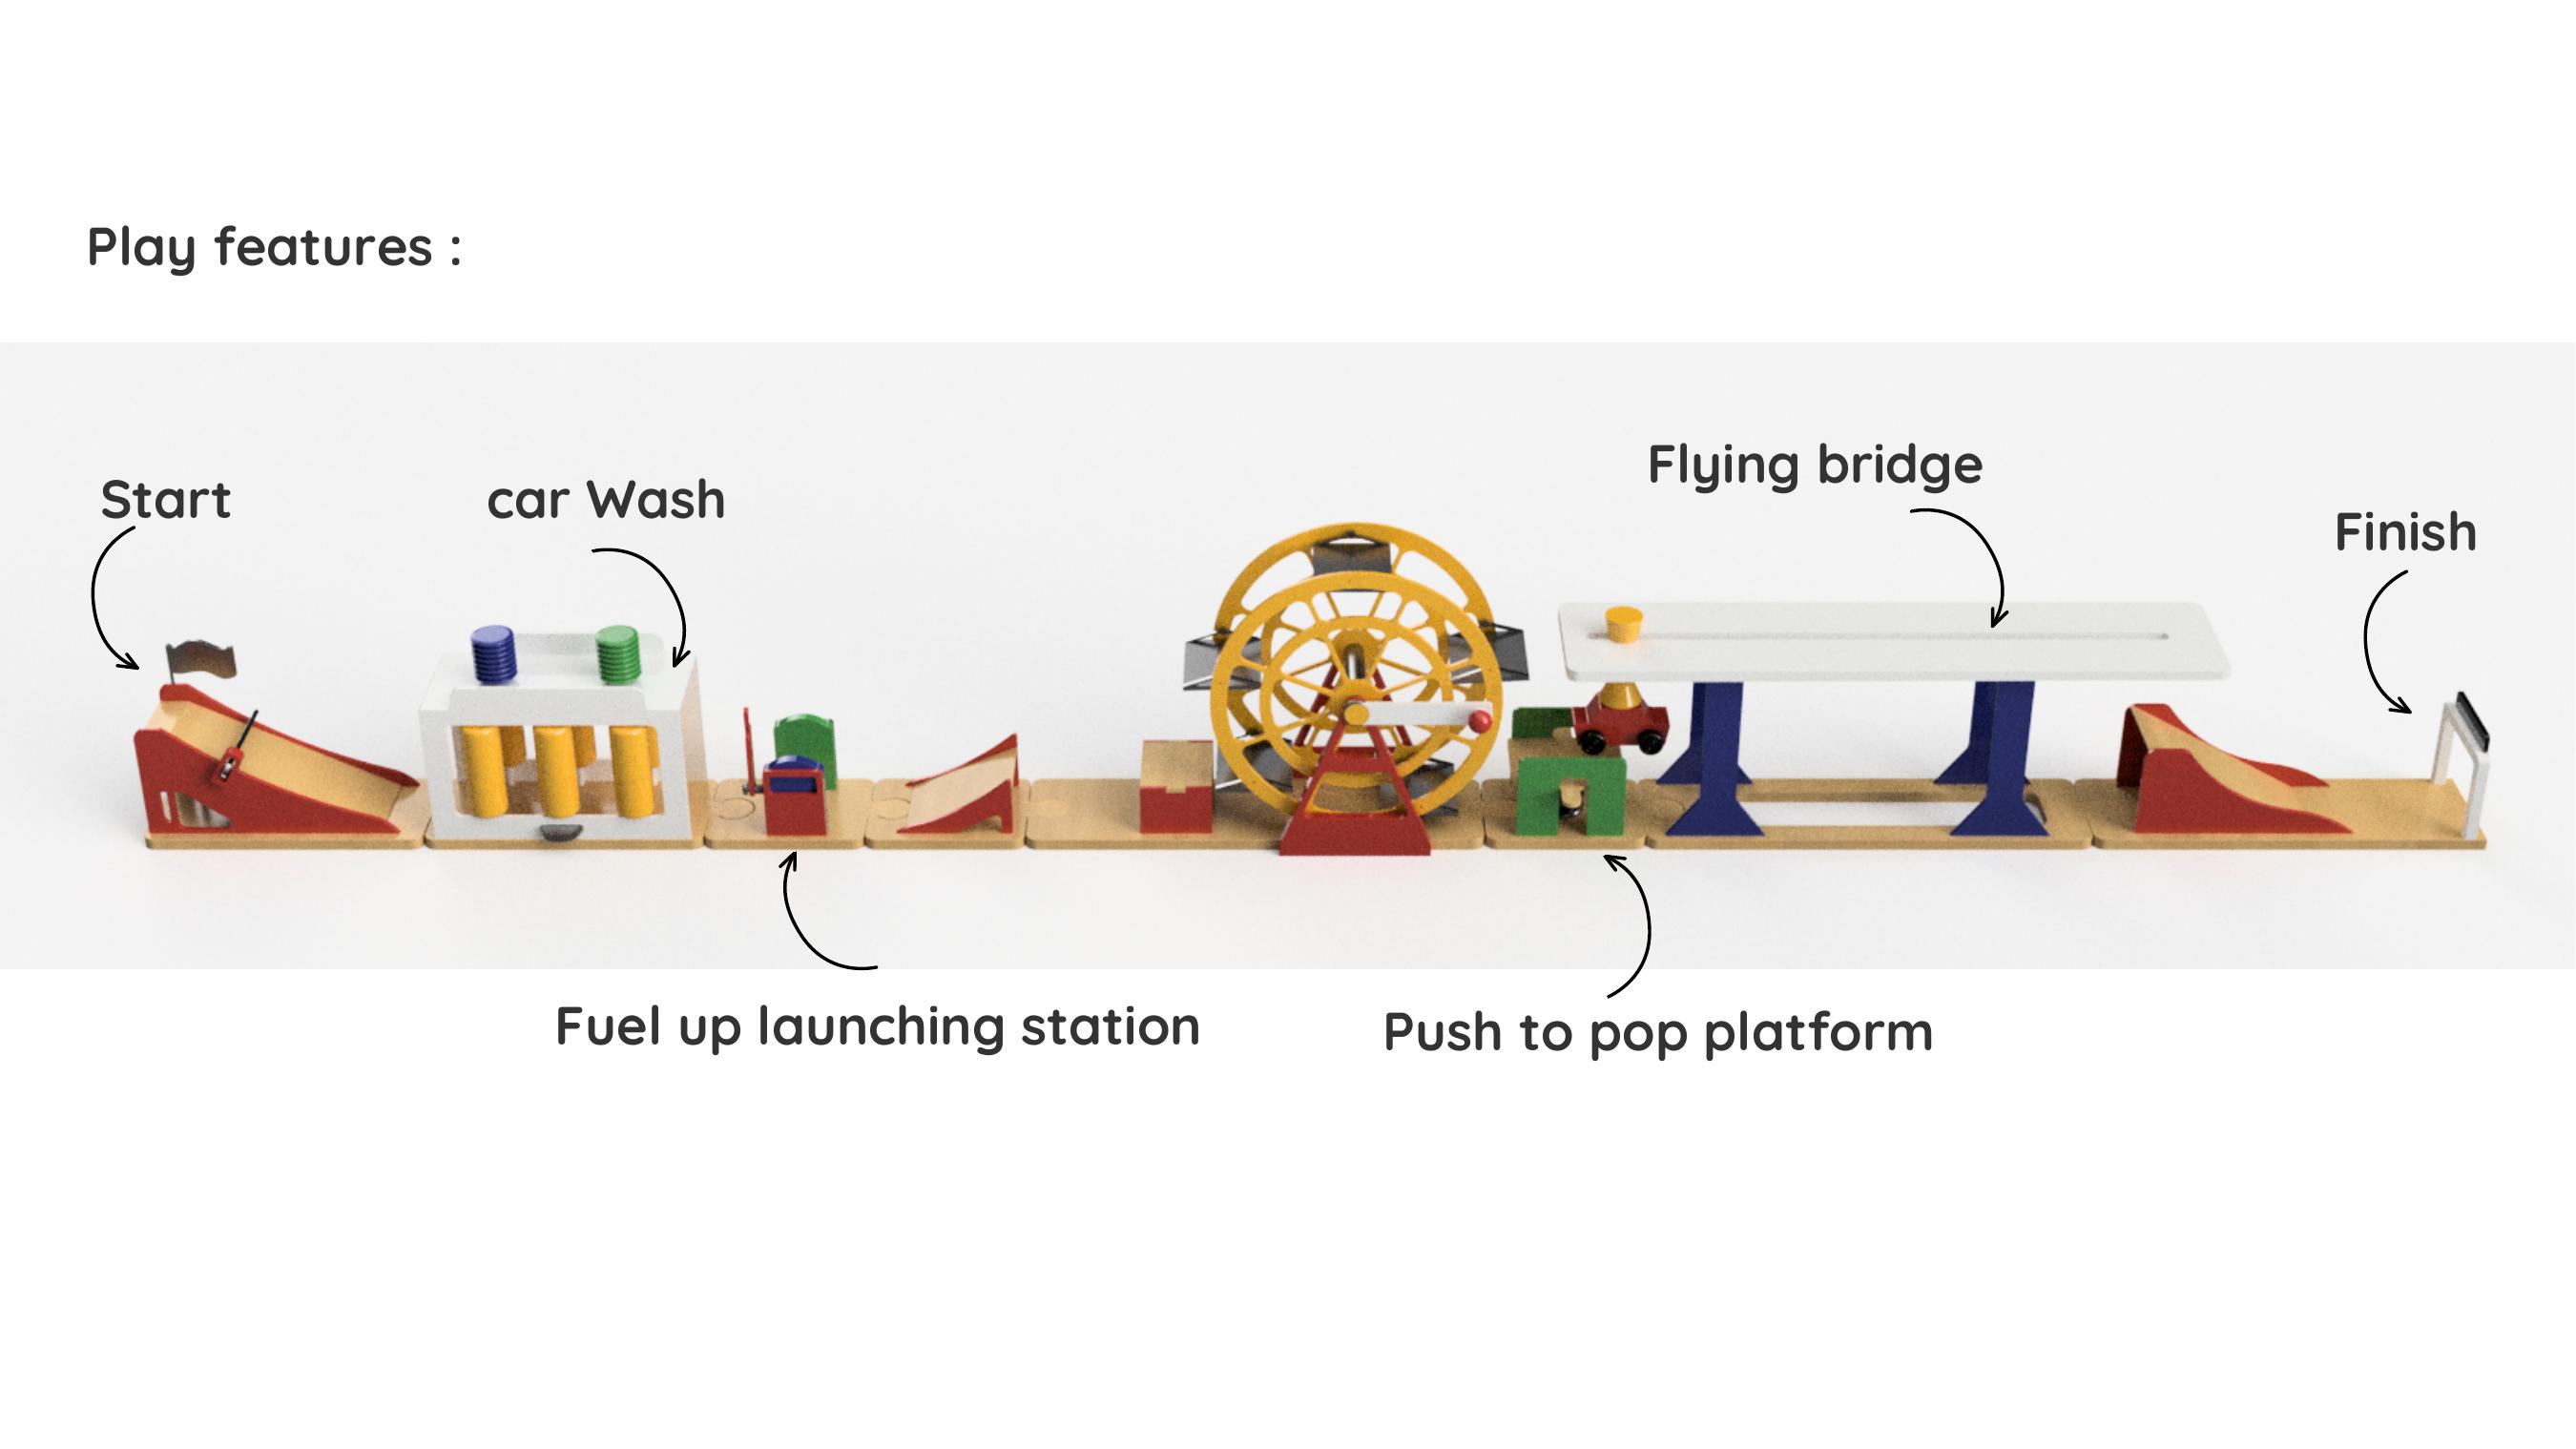 Play features :
Start
car Wash
Flying bridge
Finish
Fuel up launching station
Push to pop platform